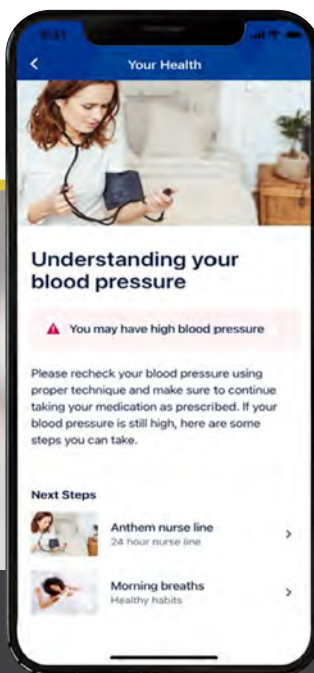 9:41
Your Health
Understanding your
blood pressure
You may have high blood pressure
Please recheck your blood pressure using
proper technique and make sure to continue
taking your medication as prescribed. If your
blood pressure is still high, here are some
steps you can take.
Next Steps
Anthem nurse line
24 hour nurse line
Morning breaths
Healthy habits